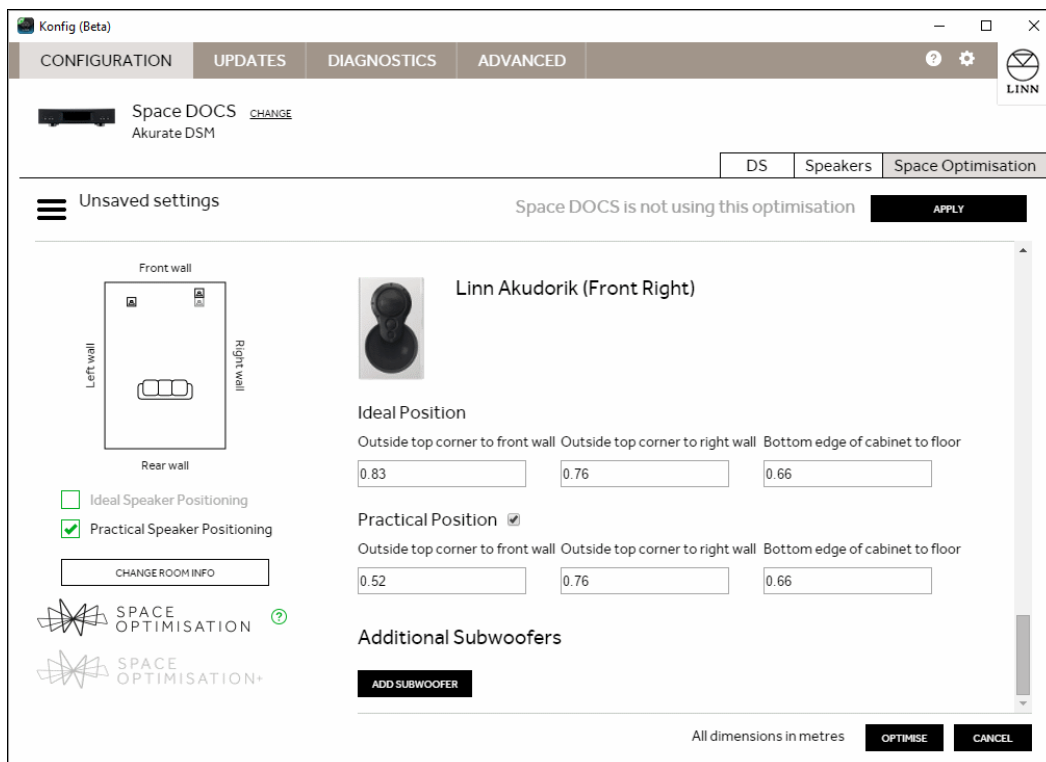 Konfig (Beta)
CONFIGURATION UPDATES DIAGNOSTICS ADVANCED ?
LINN
Space DOCS CHANGE
Akurate DSM
DS Speakers Space Optimisation
Unsaved settings
Space DOCS is not using this optimisation APPLY
Front wall
Left wall
Right wall
Rear wall
Ideal Speaker Positioning
Practical Speaker Positioning
CHANGE ROOM INFO
SPACE
OPTIMISATION ?
SPACE
OPTIMISATION+
Linn Akudorik (Front Right)
Ideal Position
Outside top corner to front wall Outside top corner to right wall Bottom edge of cabinet to floor
0.83 0.76 0.66
Practical Position
Outside top corner to front wall Outside top corner to right wall Bottom edge of cabinet to floor
0.52 0.76 0.66
Additional Subwoofers
ADD SUBWOOFER
All dimensions in metres OPTIMISE CANCEL